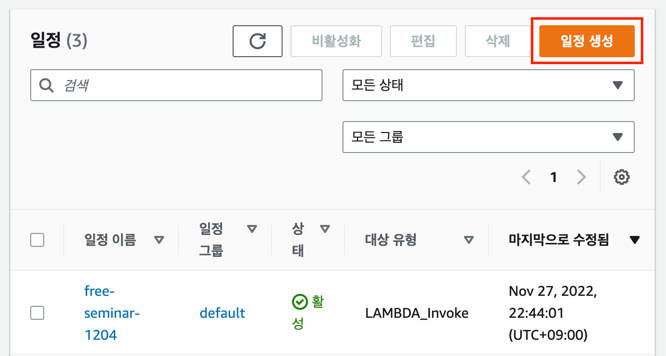 일정 (3)
비활성화
편집
삭제
일정 생성
검색
모든 상태
모든 그룹
1
일정 이름
일정
그룹
상
태
대상 유형
마지막으로 수정됨
free-
seminar-
1204
default
활
성
LAMBDA_Invoke
Nov 27, 2022,
22:44:01
(UTC+09:00)